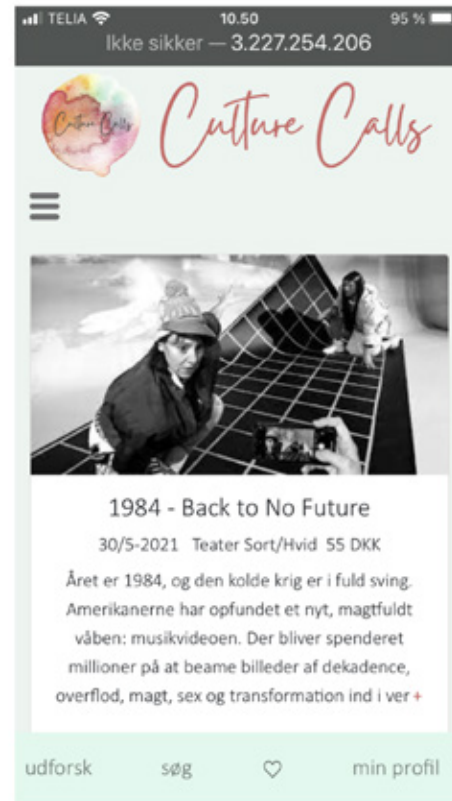 TELIA 10.50 95 %
Ikke sikker — 3.227.254.206
Culture Calls Culture Calls
1984 - Back to No Future
30/5-2021 Teater Sort/Hvid 55 DKK
Året er 1984, og den kolde krig er i fuld sving.
Amerikanerne har opfundet et nyt, magtfuldt
våben: musikvideoen. Der bliver spenderet
millioner på at beame billeder af dekadence,
overflod, magt, sex og transformation ind i ver +
udforsk søg ♡ min profil